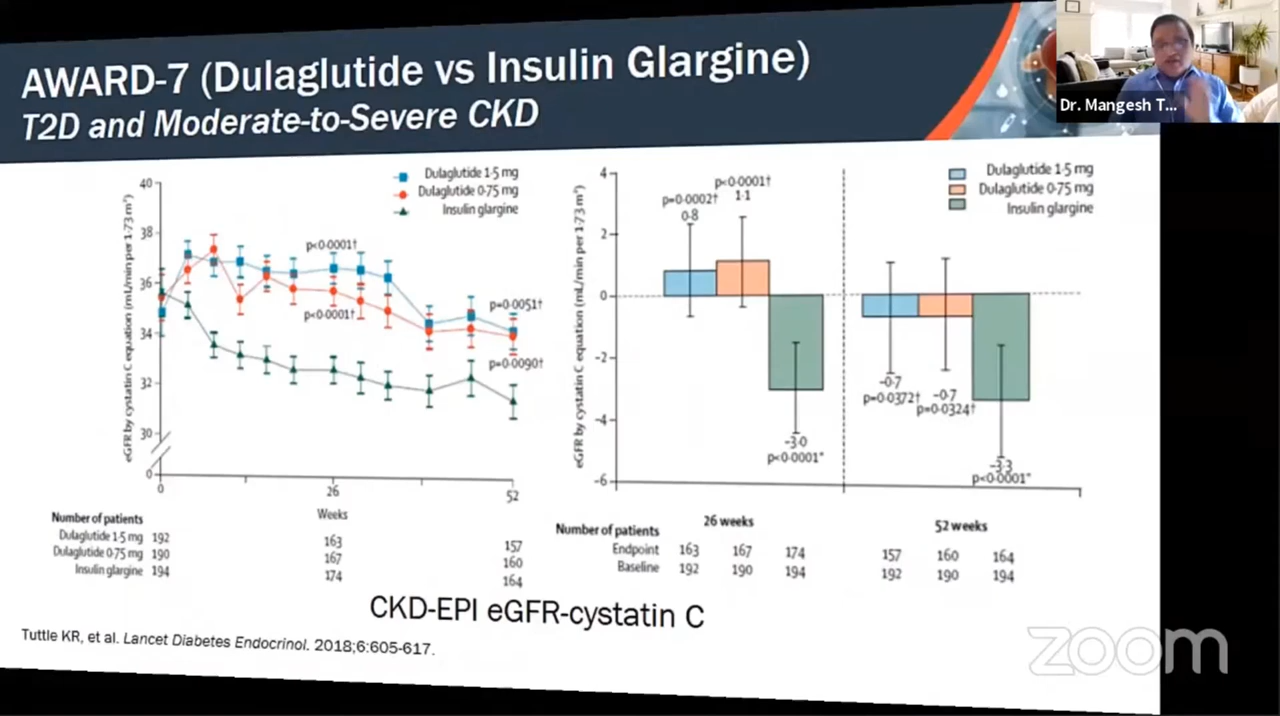 AWARD-7 (Dulaglutide vs Insulin Glargine)
T2D and Moderate-to-Severe CKD
Dr. Mangesh T...
eGFR by cystatin C equation (mL/min per 1·73 m²)
40
38
36
34
32
30
0
Dulaglutide 1·5 mg
Dulaglutide 0·75 mg
Insulin glargine
p<0·0001†
p<0·0001†
p=0·0051†
p=0·0090†
0 26 52
Weeks
Number of patients
Dulaglutide 1·5 mg 192 163 157
Dulaglutide 0·75 mg 190 167 160
Insulin glargine 194 174 164
eGFR by cystatin C equation (mL/min per 1·73 m²)
4
2
0
-2
-4
-6
Dulaglutide 1·5 mg
Dulaglutide 0·75 mg
Insulin glargine
p=0·0002†
0·8
p<0·0001†
1·1
-3·0
p<0·0001*
-0·7
p=0·0372†
-0·7
p=0·0324†
-3·3
p<0·0001*
26 weeks 52 weeks
Number of patients
Endpoint 163 167 174 157 160 164
Baseline 192 190 194 192 190 194
CKD-EPI eGFR-cystatin C
Tuttle KR, et al. Lancet Diabetes Endocrinol. 2018;6:605-617.
zoom